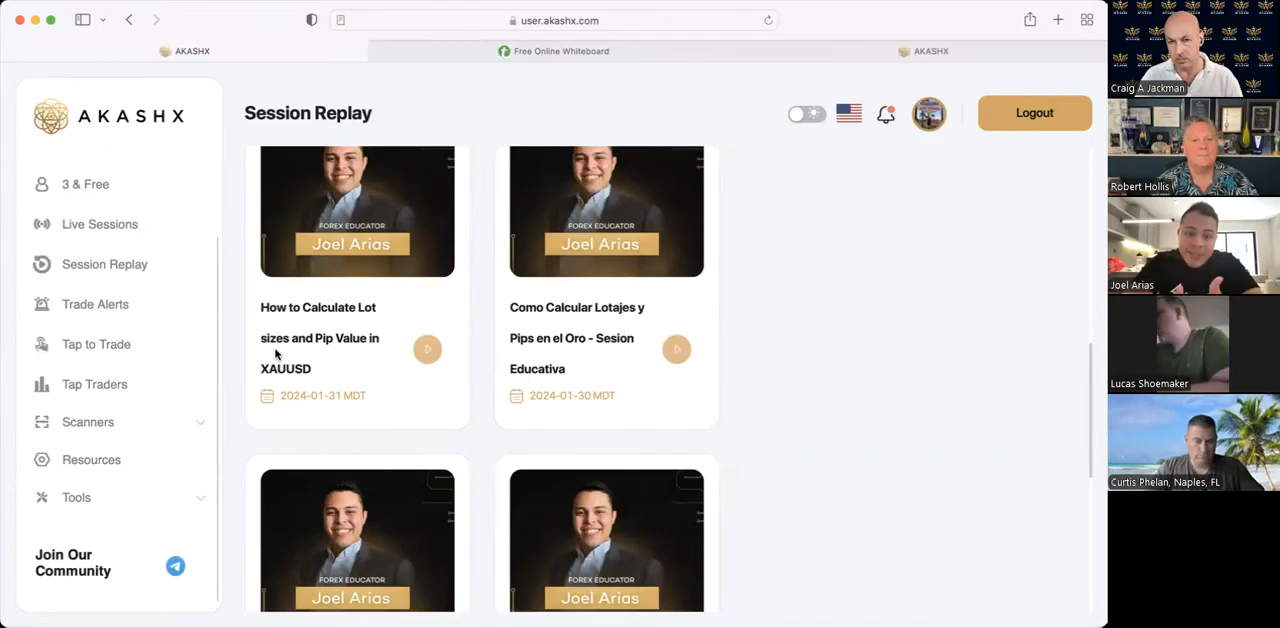 user.akashx.com
AKASHX
Free Online Whiteboard
AKASHX
AKASHX
Session Replay
Logout
3 & Free
Live Sessions
Session Replay
Trade Alerts
Tap to Trade
Tap Traders
Scanners
Resources
Tools
Join Our
Community
FOREX EDUCATOR
Joel Arias
How to Calculate Lot
sizes and Pip Value in
XAUUSD
2024-01-31 MDT
FOREX EDUCATOR
Joel Arias
Como Calcular Lotajes y
Pips en el Oro - Sesion
Educativa
2024-01-30 MDT
FOREX EDUCATOR
Joel Arias
FOREX EDUCATOR
Joel Arias
Craig A Jackman
Robert Hollis
Joel Arias
Lucas Shoemaker
Curtis Phelan, Naples, FL